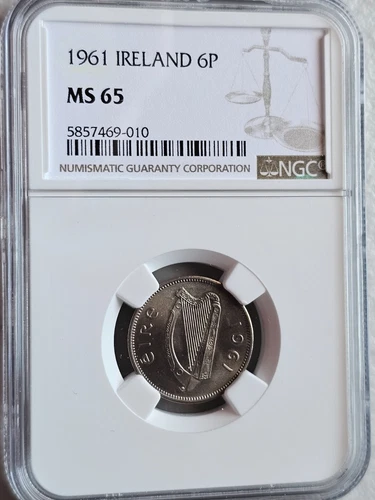 1961 IRELAND 6P
MS 65
5857469-010
NUMISMATIC GUARANTY CORPORATION
NGC
éIRe
1961